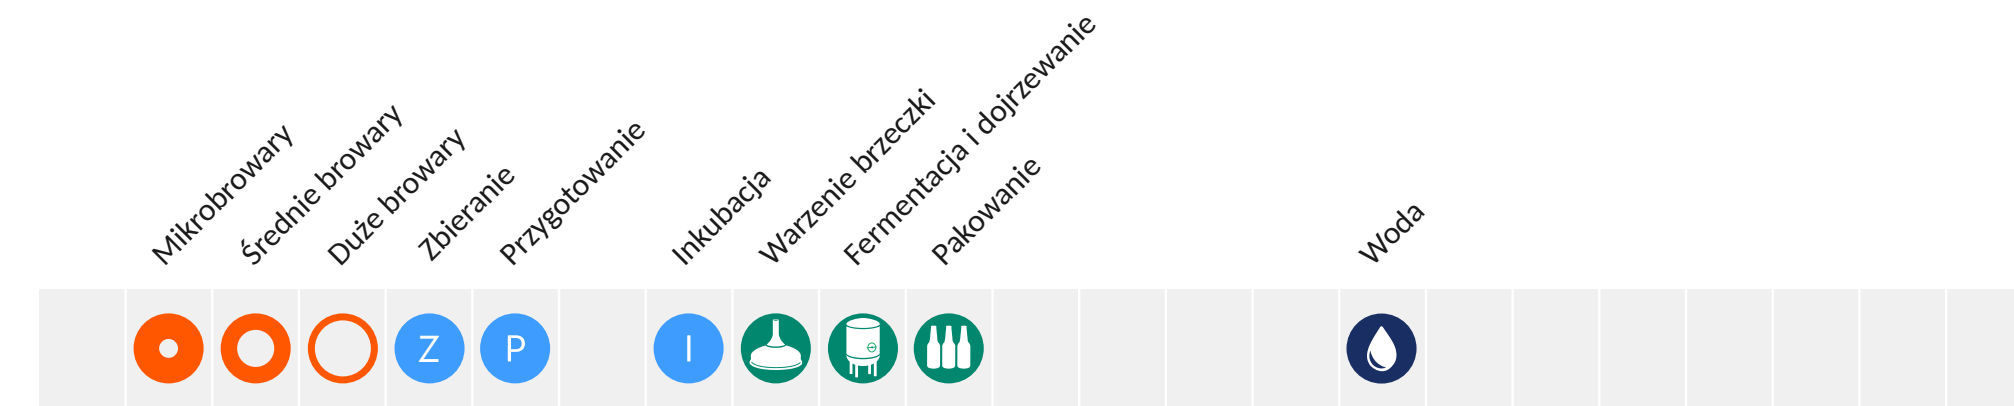 Mikrobrowary
Średnie browary
Duże browary
Zbieranie
Przygotowanie
Inkubacja
Warzenie brzeczki
Fermentacja i dojrzewanie
Pakowanie
Woda
Z
P
I